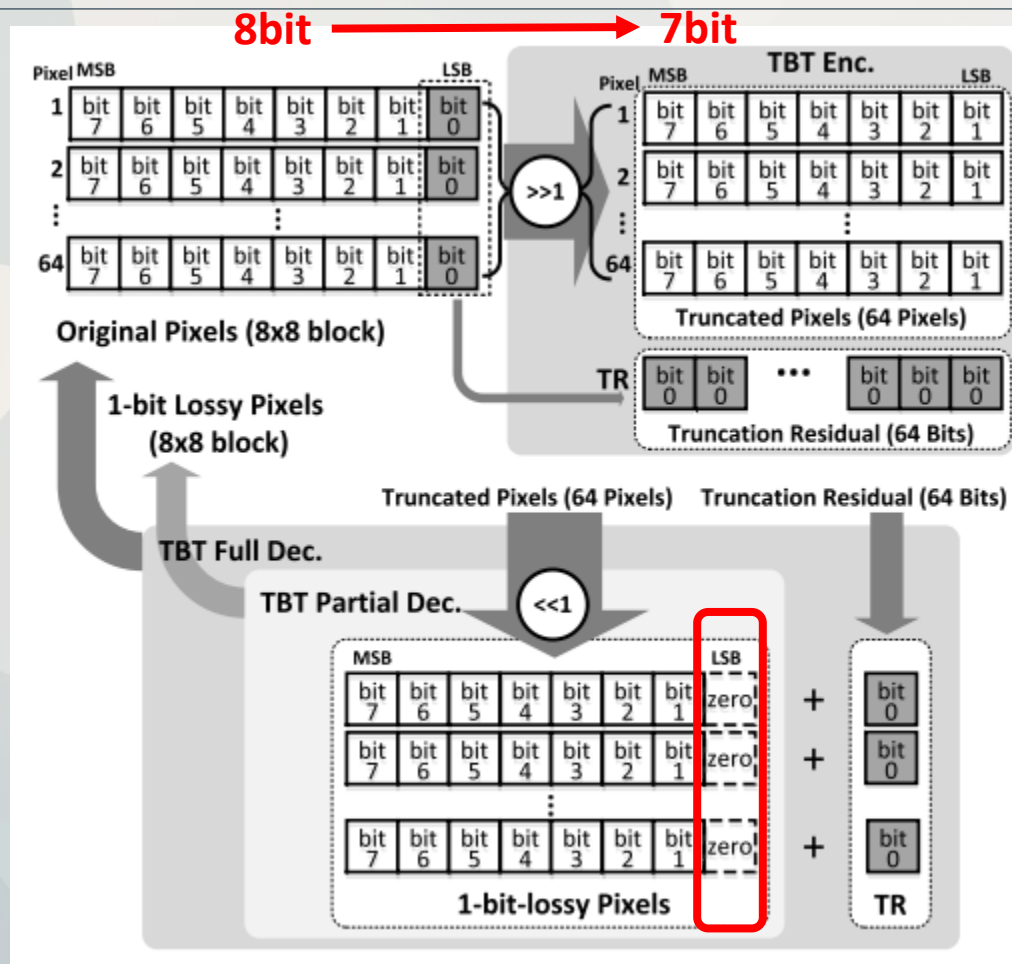 8bit 7bit
TBT Enc.
Pixel MSB LSB
1 bit 7 bit 6 bit 5 bit 4 bit 3 bit 2 bit 1 bit 0
2 bit 7 bit 6 bit 5 bit 4 bit 3 bit 2 bit 1 bit 0
⋮ ⋮
64 bit 7 bit 6 bit 5 bit 4 bit 3 bit 2 bit 1 bit 0
Original Pixels (8x8 block)
>>1
Pixel MSB LSB
1 bit 7 bit 6 bit 5 bit 4 bit 3 bit 2 bit 1
2 bit 7 bit 6 bit 5 bit 4 bit 3 bit 2 bit 1
⋮ ⋮
64 bit 7 bit 6 bit 5 bit 4 bit 3 bit 2 bit 1
Truncated Pixels (64 Pixels)
TR bit 0 bit 0 ••• bit 0 bit 0 bit 0
Truncation Residual (64 Bits)
1-bit Lossy Pixels
(8x8 block)
Truncated Pixels (64 Pixels) Truncation Residual (64 Bits)
TBT Full Dec.
TBT Partial Dec.
<<1
MSB LSB
bit 7 bit 6 bit 5 bit 4 bit 3 bit 2 bit 1 zero + bit 0
bit 7 bit 6 bit 5 bit 4 bit 3 bit 2 bit 1 zero + bit 0
⋮
bit 7 bit 6 bit 5 bit 4 bit 3 bit 2 bit 1 zero + bit 0
1-bit-lossy Pixels TR